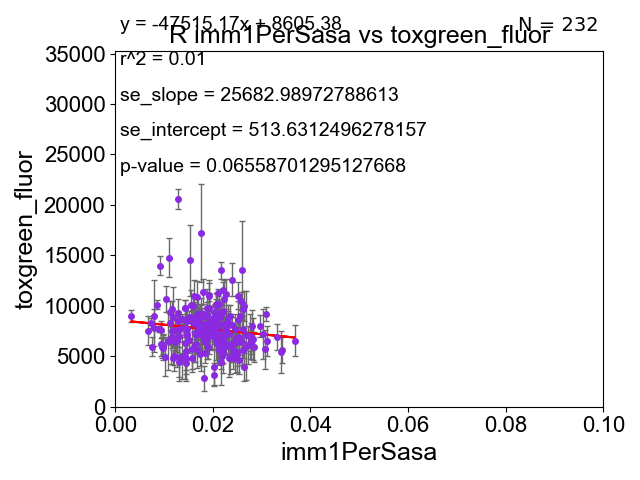 y = -47515.17x + 8605.38
N = 232
R imm1PerSasa vs toxgreen_fluor
r^2 = 0.01
se_slope = 25682.98972788613
se_intercept = 513.6312496278157
p-value = 0.06558701295127668
toxgreen_fluor
35000
30000
25000
20000
15000
10000
5000
0
0.00 0.02 0.04 0.06 0.08 0.10
imm1PerSasa